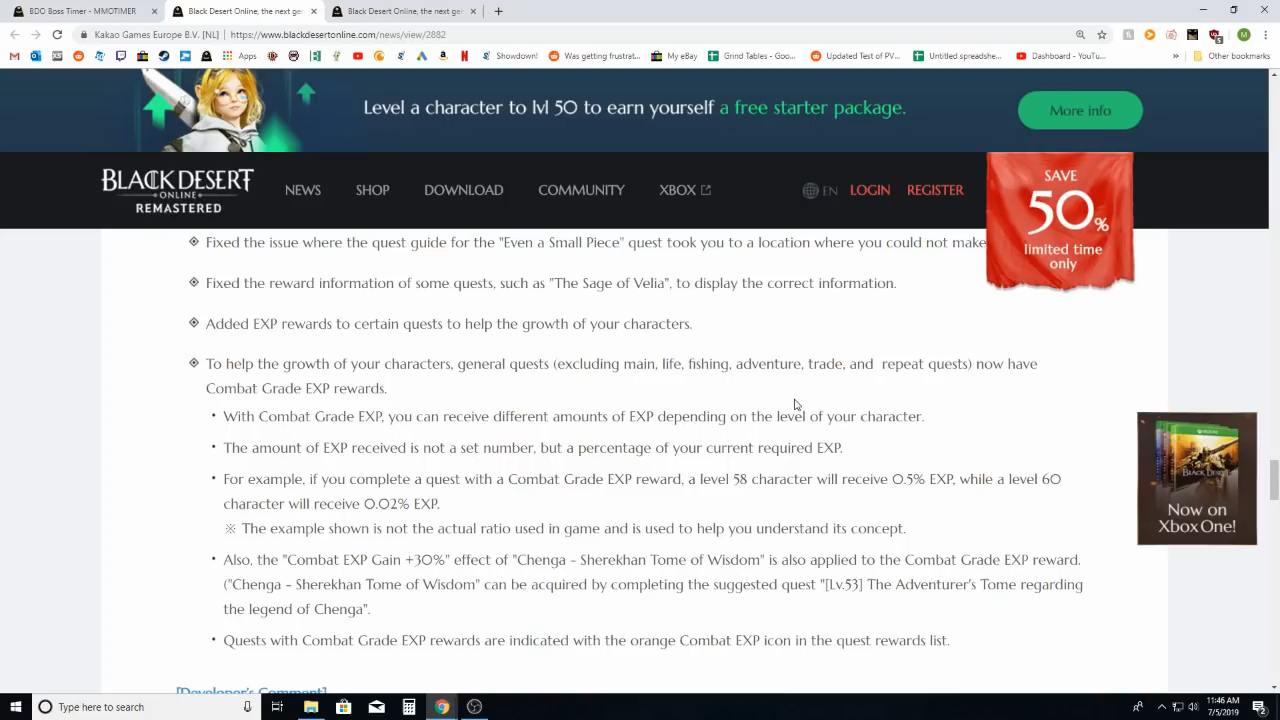 BDO Boss Timer - MMOTIMER
Black Desert Online, the next gen
Black Desert Online, the next gen
Kakao Games Europe B.V. [NL] | https://www.blackdesertonline.com/news/view/2882
M
Apps
Showdown!
Was getting frustrat...
My eBay
Grind Tables - Goo...
Updated Test of PV...
Untitled spreadshe...
Dashboard - YouTu...
Other bookmarks
Level a character to lvl 50 to earn yourself a free starter package.
More info
BLACK DESERT
ONLINE
REMASTERED
NEWS SHOP DOWNLOAD COMMUNITY XBOX EN LOGIN REGISTER
SAVE
50%
limited time
only
Fixed the issue where the quest guide for the "Even a Small Piece" quest took you to a location where you could not make
Fixed the reward information of some quests, such as "The Sage of Velia", to display the correct information.
Added EXP rewards to certain quests to help the growth of your characters.
To help the growth of your characters, general quests (excluding main, life, fishing, adventure, trade, and repeat quests) now have
Combat Grade EXP rewards.
• With Combat Grade EXP, you can receive different amounts of EXP depending on the level of your character.
• The amount of EXP received is not a set number, but a percentage of your current required EXP.
• For example, if you complete a quest with a Combat Grade EXP reward, a level 58 character will receive 0.5% EXP, while a level 60
character will receive 0.02% EXP.
※ The example shown is not the actual ratio used in game and is used to help you understand its concept.
• Also, the "Combat EXP Gain +30%" effect of "Chenga - Sherekhan Tome of Wisdom" is also applied to the Combat Grade EXP reward.
("Chenga - Sherekhan Tome of Wisdom" can be acquired by completing the suggested quest "[Lv.53] The Adventurer's Tome regarding
the legend of Chenga".
• Quests with Combat Grade EXP rewards are indicated with the orange Combat EXP icon in the quest rewards list.
[Developer's Comment]
BLACK DESERT
Now on
Xbox One!
Type here to search
11:46 AM
7/5/2019
2